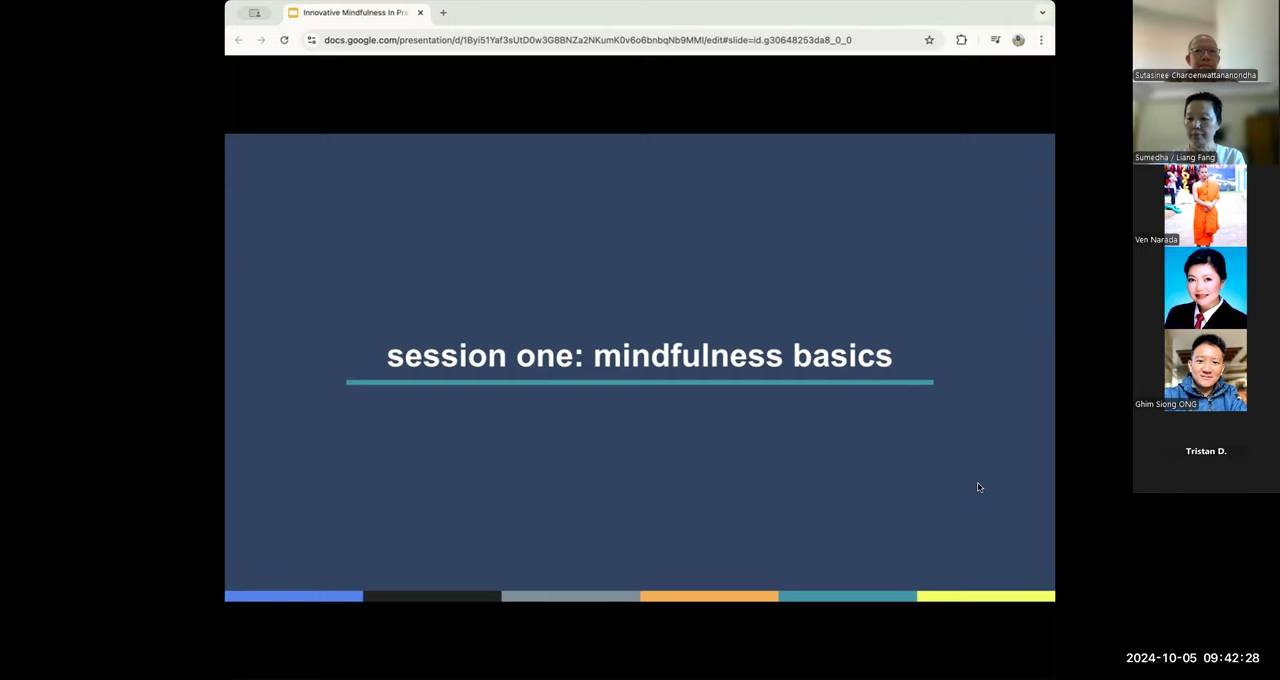 Innovative Mindfulness In Pra
docs.google.com/presentation/d/1Byi51Yaf3sUtD0w3G8BNZa2NKumK0v6o6bnbqNb9MMI/edit#slide=id.g30648253da8_0_0
session one: mindfulness basics
Sutasinee Charoenwattananondha
Sumedha / Liang Fang
Ven Narada
Ghim Siong ONG
Tristan D.
2024-10-05 09:42:28